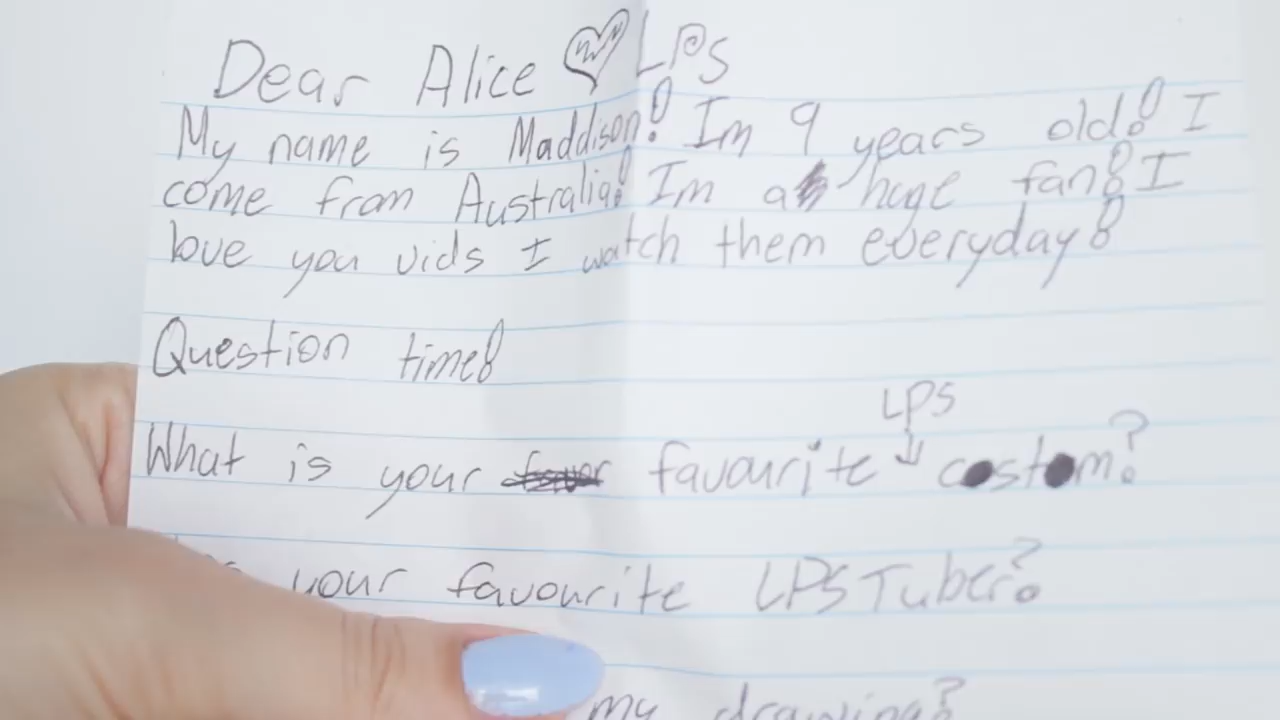 Dear Alice LPS
My name is Maddison! Im 9 years old! I
come from Australia! Im a huge fan! I
love you vids I watch them everyday!
Question time!
LPS
What is your favourite costom?
your favourite LPSTuber?
my drawing?